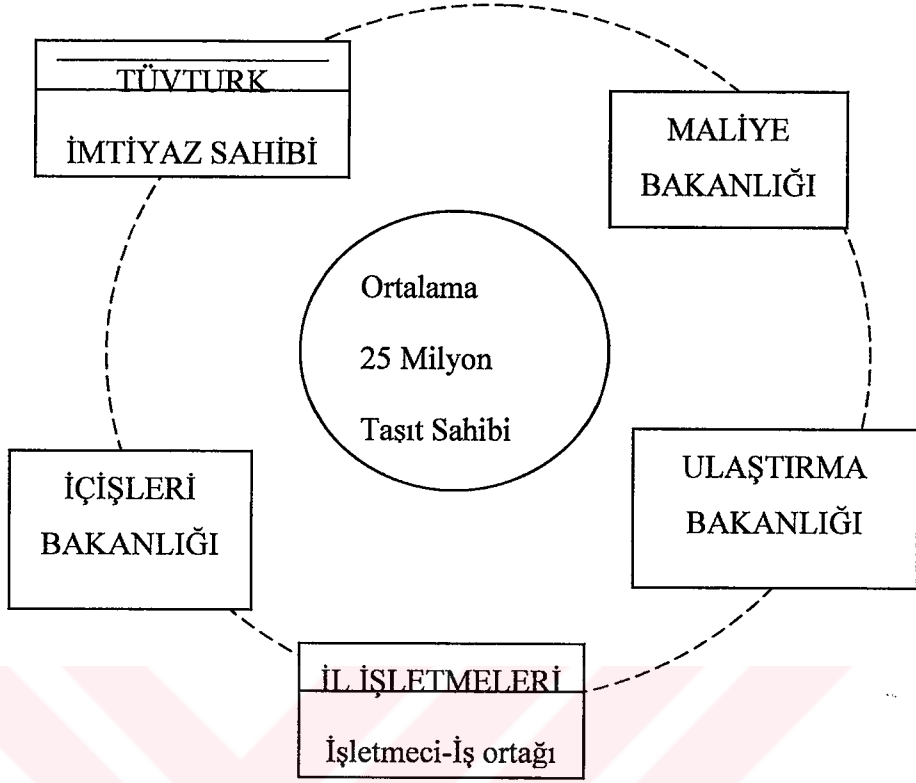 TÜVTURK
İMTİYAZ SAHİBİ
MALİYE
BAKANLIĞI
Ortalama
25 Milyon
Taşıt Sahibi
İÇİŞLERİ
BAKANLIĞI
ULAŞTIRMA
BAKANLIĞI
İL İŞLETMELERİ
İşletmeci-İş ortağı